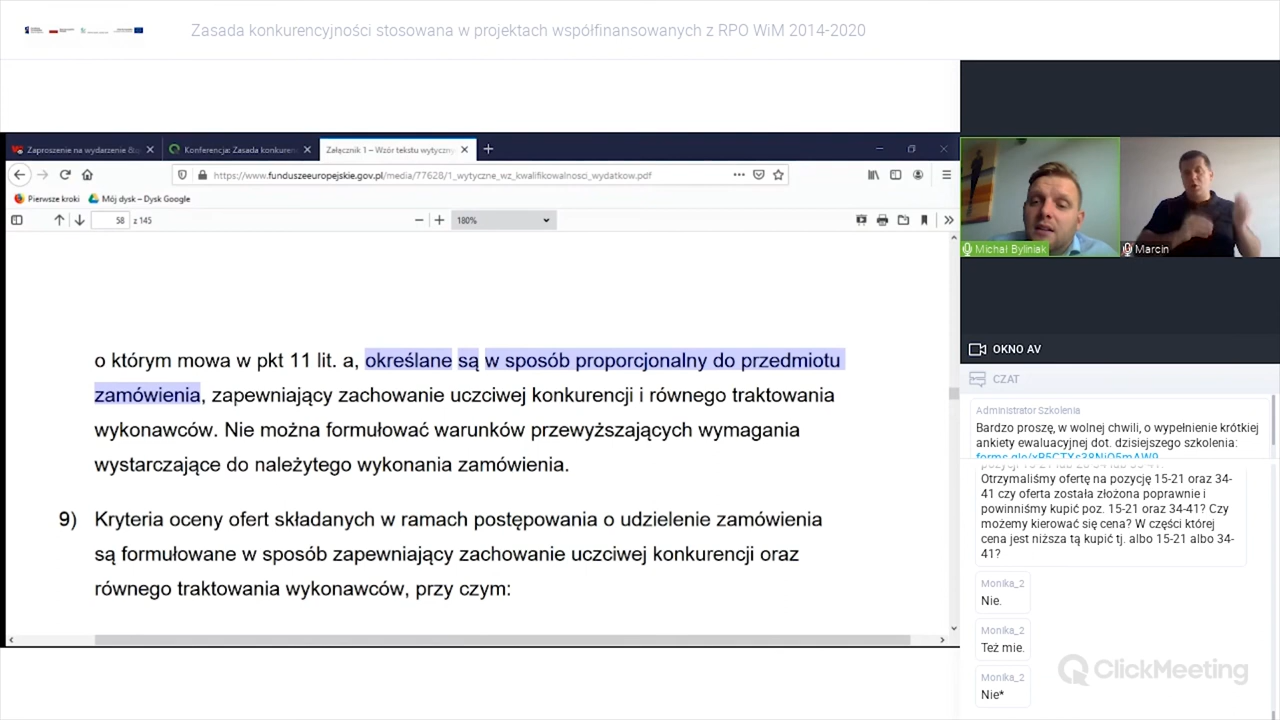 Zasada konkurencyjności stosowana w projektach współfinansowanych z RPO WiM 2014-2020
Zaproszenie na wydarzenie
Konferencja: Zasada konkuren
Załącznik 1 – Wzór tekstu wytyczn
https://www.funduszeeuropejskie.gov.pl/media/77628/1_wytyczne_wz_kwalifikowalnosci_wydatkow.pdf
Pierwsze kroki
Mój dysk – Dysk Google
58 z 145
180%
o którym mowa w pkt 11 lit. a, określane są w sposób proporcjonalny do przedmiotu
zamówienia, zapewniający zachowanie uczciwej konkurencji i równego traktowania
wykonawców. Nie można formułować warunków przewyższających wymagania
wystarczające do należytego wykonania zamówienia.
9) Kryteria oceny ofert składanych w ramach postępowania o udzielenie zamówienia
są formułowane w sposób zapewniający zachowanie uczciwej konkurencji oraz
równego traktowania wykonawców, przy czym:
Michał Byliniak
Marcin
OKNO AV
CZAT
Administrator Szkolenia
Bardzo proszę, w wolnej chwili, o wypełnienie krótkiej
ankiety ewaluacyjnej dot. dzisiejszego szkolenia:
Otrzymaliśmy ofertę na pozycję 15-21 oraz 34-
41 czy oferta została złożona poprawnie i
powinniśmy kupić poz. 15-21 oraz 34-41? Czy
możemy kierować się cena? W części której
cena jest niższa tą kupić tj. albo 15-21 albo 34-
41?
Monika_2
Nie.
Monika_2
Też mie.
Monika_2
Nie*
ClickMeeting